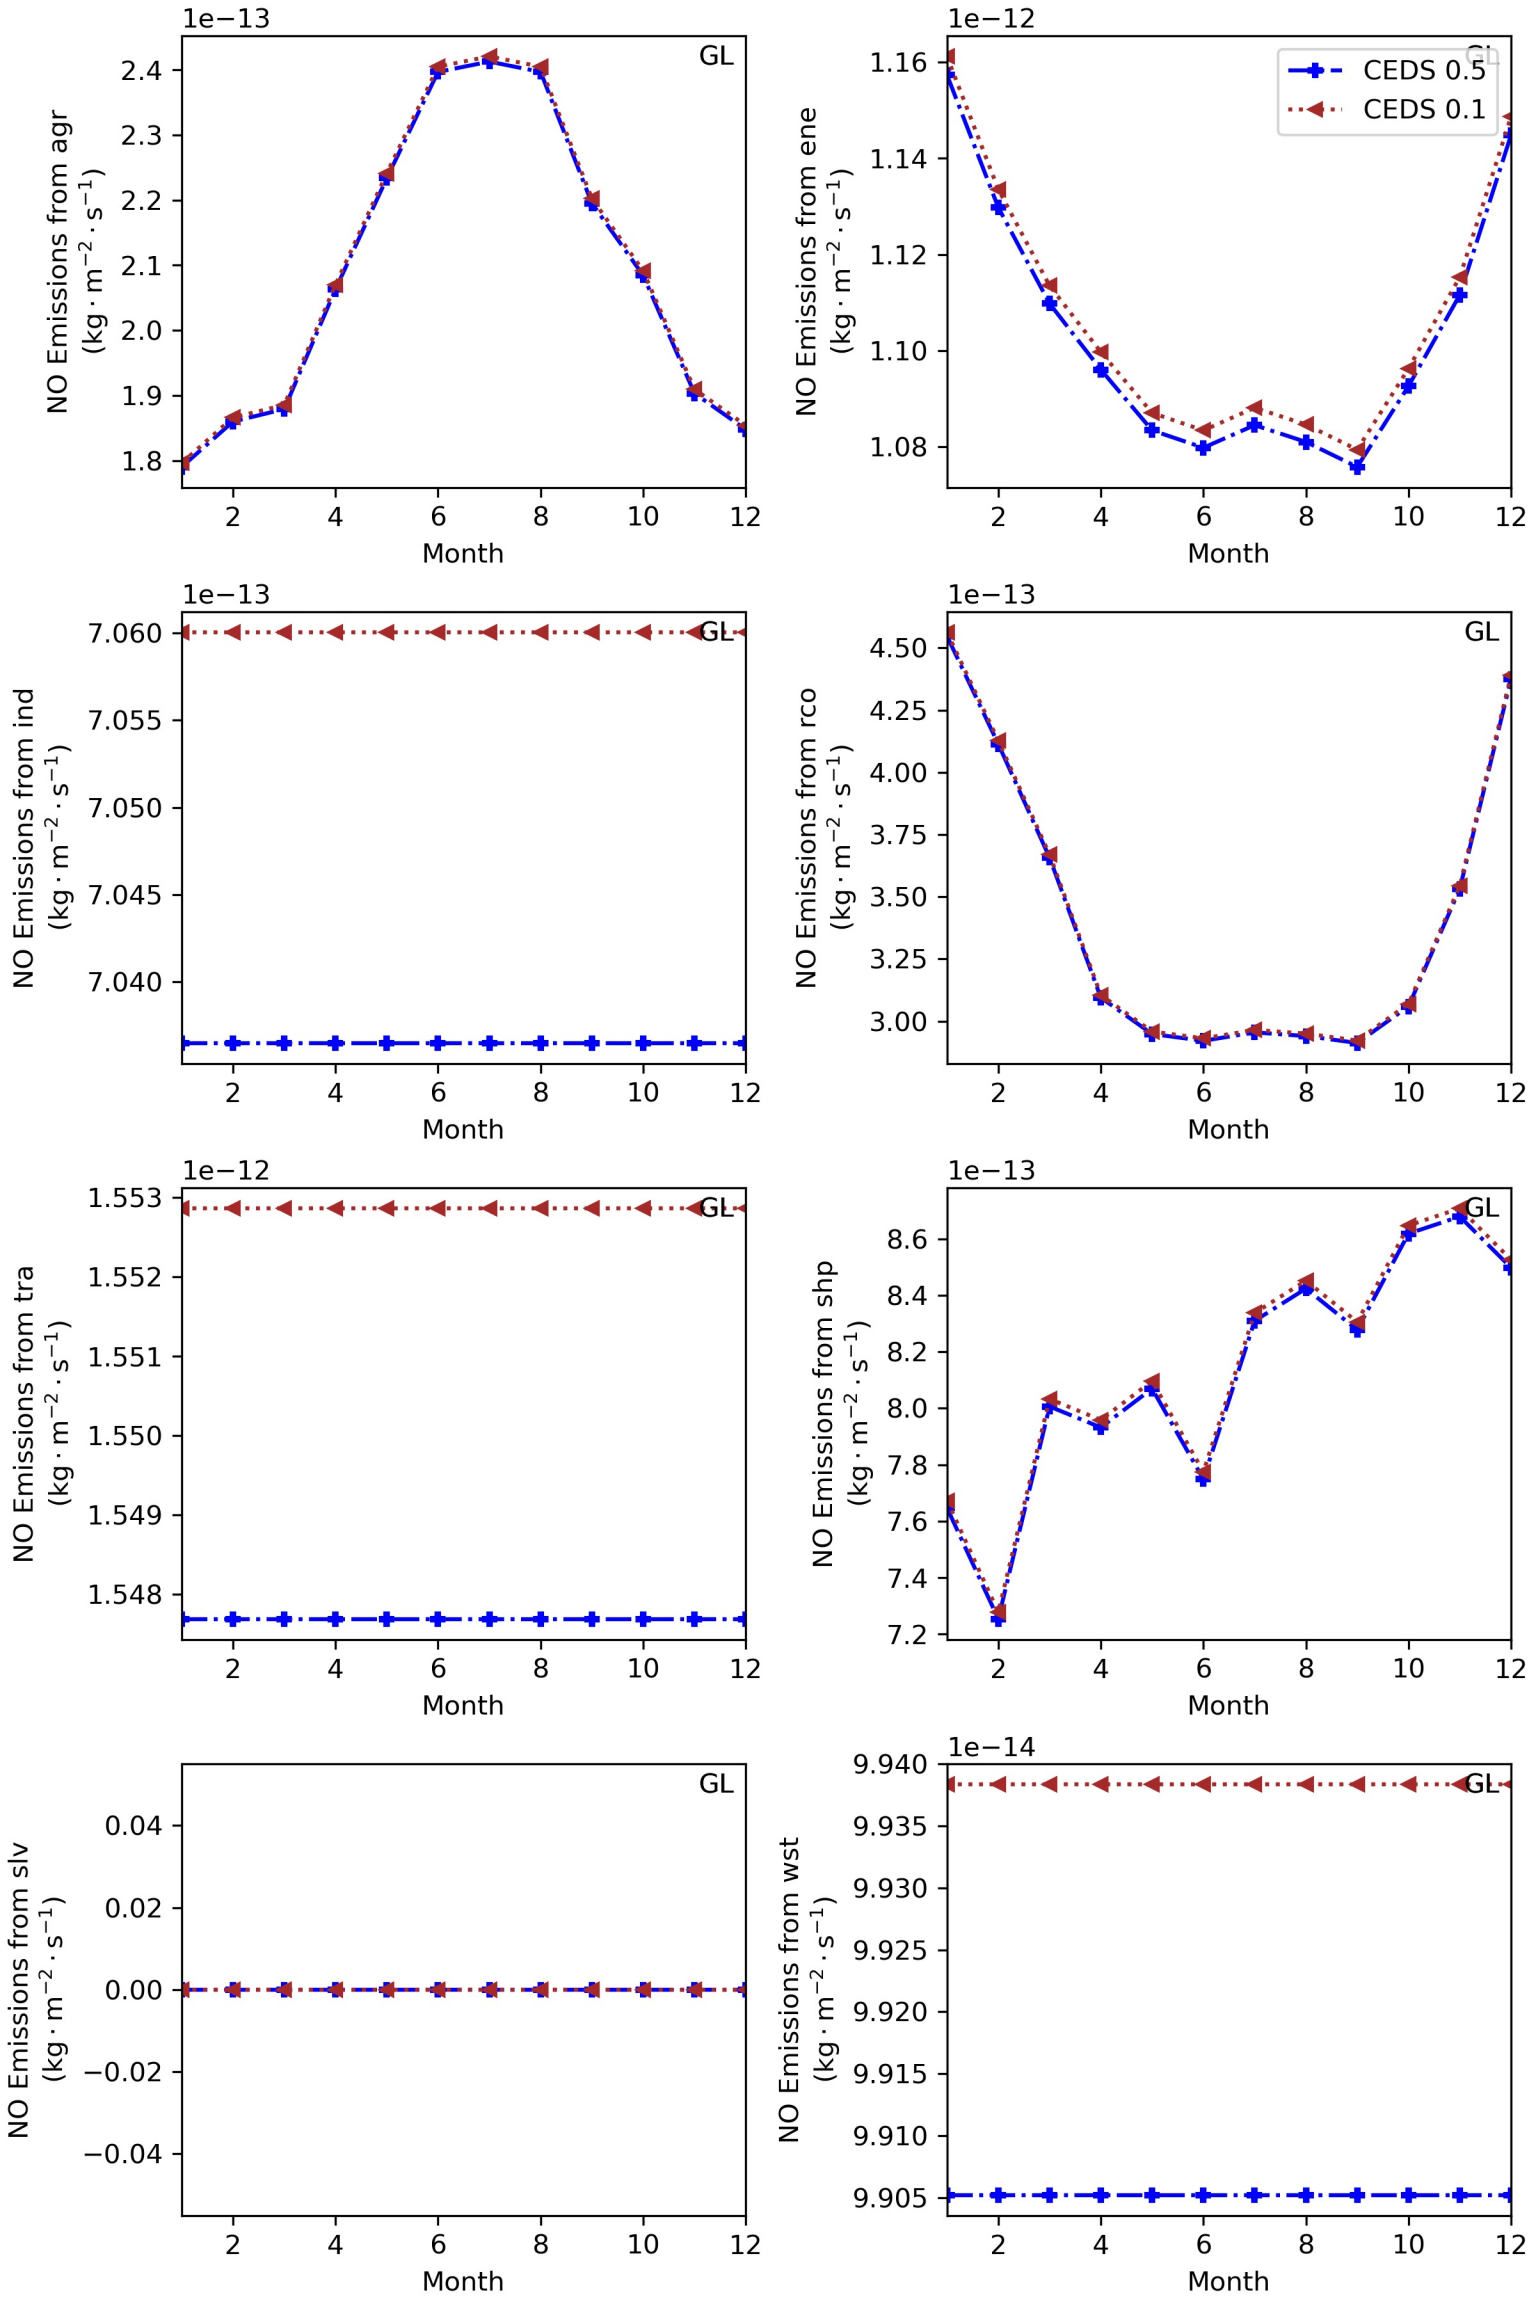 1e−13
GL
2.4
2.3
2.2
2.1
2.0
1.9
1.8
NO Emissions from agr
(kg · m⁻² · s⁻¹)
2 4 6 8 10 12
Month
1e−12
GL
CEDS 0.5
CEDS 0.1
1.16
1.14
1.12
1.10
1.08
NO Emissions from ene
(kg · m⁻² · s⁻¹)
2 4 6 8 10 12
Month
1e−13
GL
7.060
7.055
7.050
7.045
7.040
NO Emissions from ind
(kg · m⁻² · s⁻¹)
2 4 6 8 10 12
Month
1e−13
GL
4.50
4.25
4.00
3.75
3.50
3.25
3.00
NO Emissions from rco
(kg · m⁻² · s⁻¹)
2 4 6 8 10 12
Month
1e−12
GL
1.553
1.552
1.551
1.550
1.549
1.548
NO Emissions from tra
(kg · m⁻² · s⁻¹)
2 4 6 8 10 12
Month
1e−13
GL
8.6
8.4
8.2
8.0
7.8
7.6
7.4
7.2
NO Emissions from shp
(kg · m⁻² · s⁻¹)
2 4 6 8 10 12
Month
GL
0.04
0.02
0.00
−0.02
−0.04
NO Emissions from slv
(kg · m⁻² · s⁻¹)
2 4 6 8 10 12
Month
1e−14
GL
9.940
9.935
9.930
9.925
9.920
9.915
9.910
9.905
NO Emissions from wst
(kg · m⁻² · s⁻¹)
2 4 6 8 10 12
Month